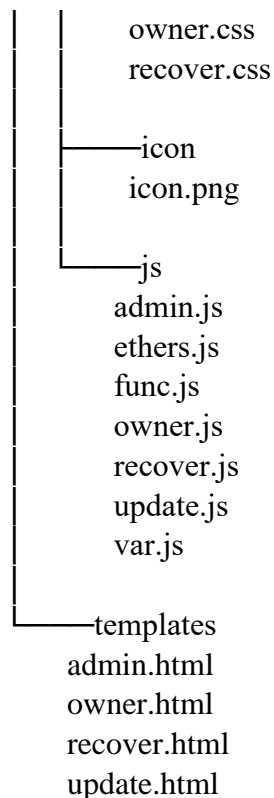 owner.css
recover.css
icon
icon.png
js
admin.js
ethers.js
func.js
owner.js
recover.js
update.js
var.js
templates
admin.html
owner.html
recover.html
update.html